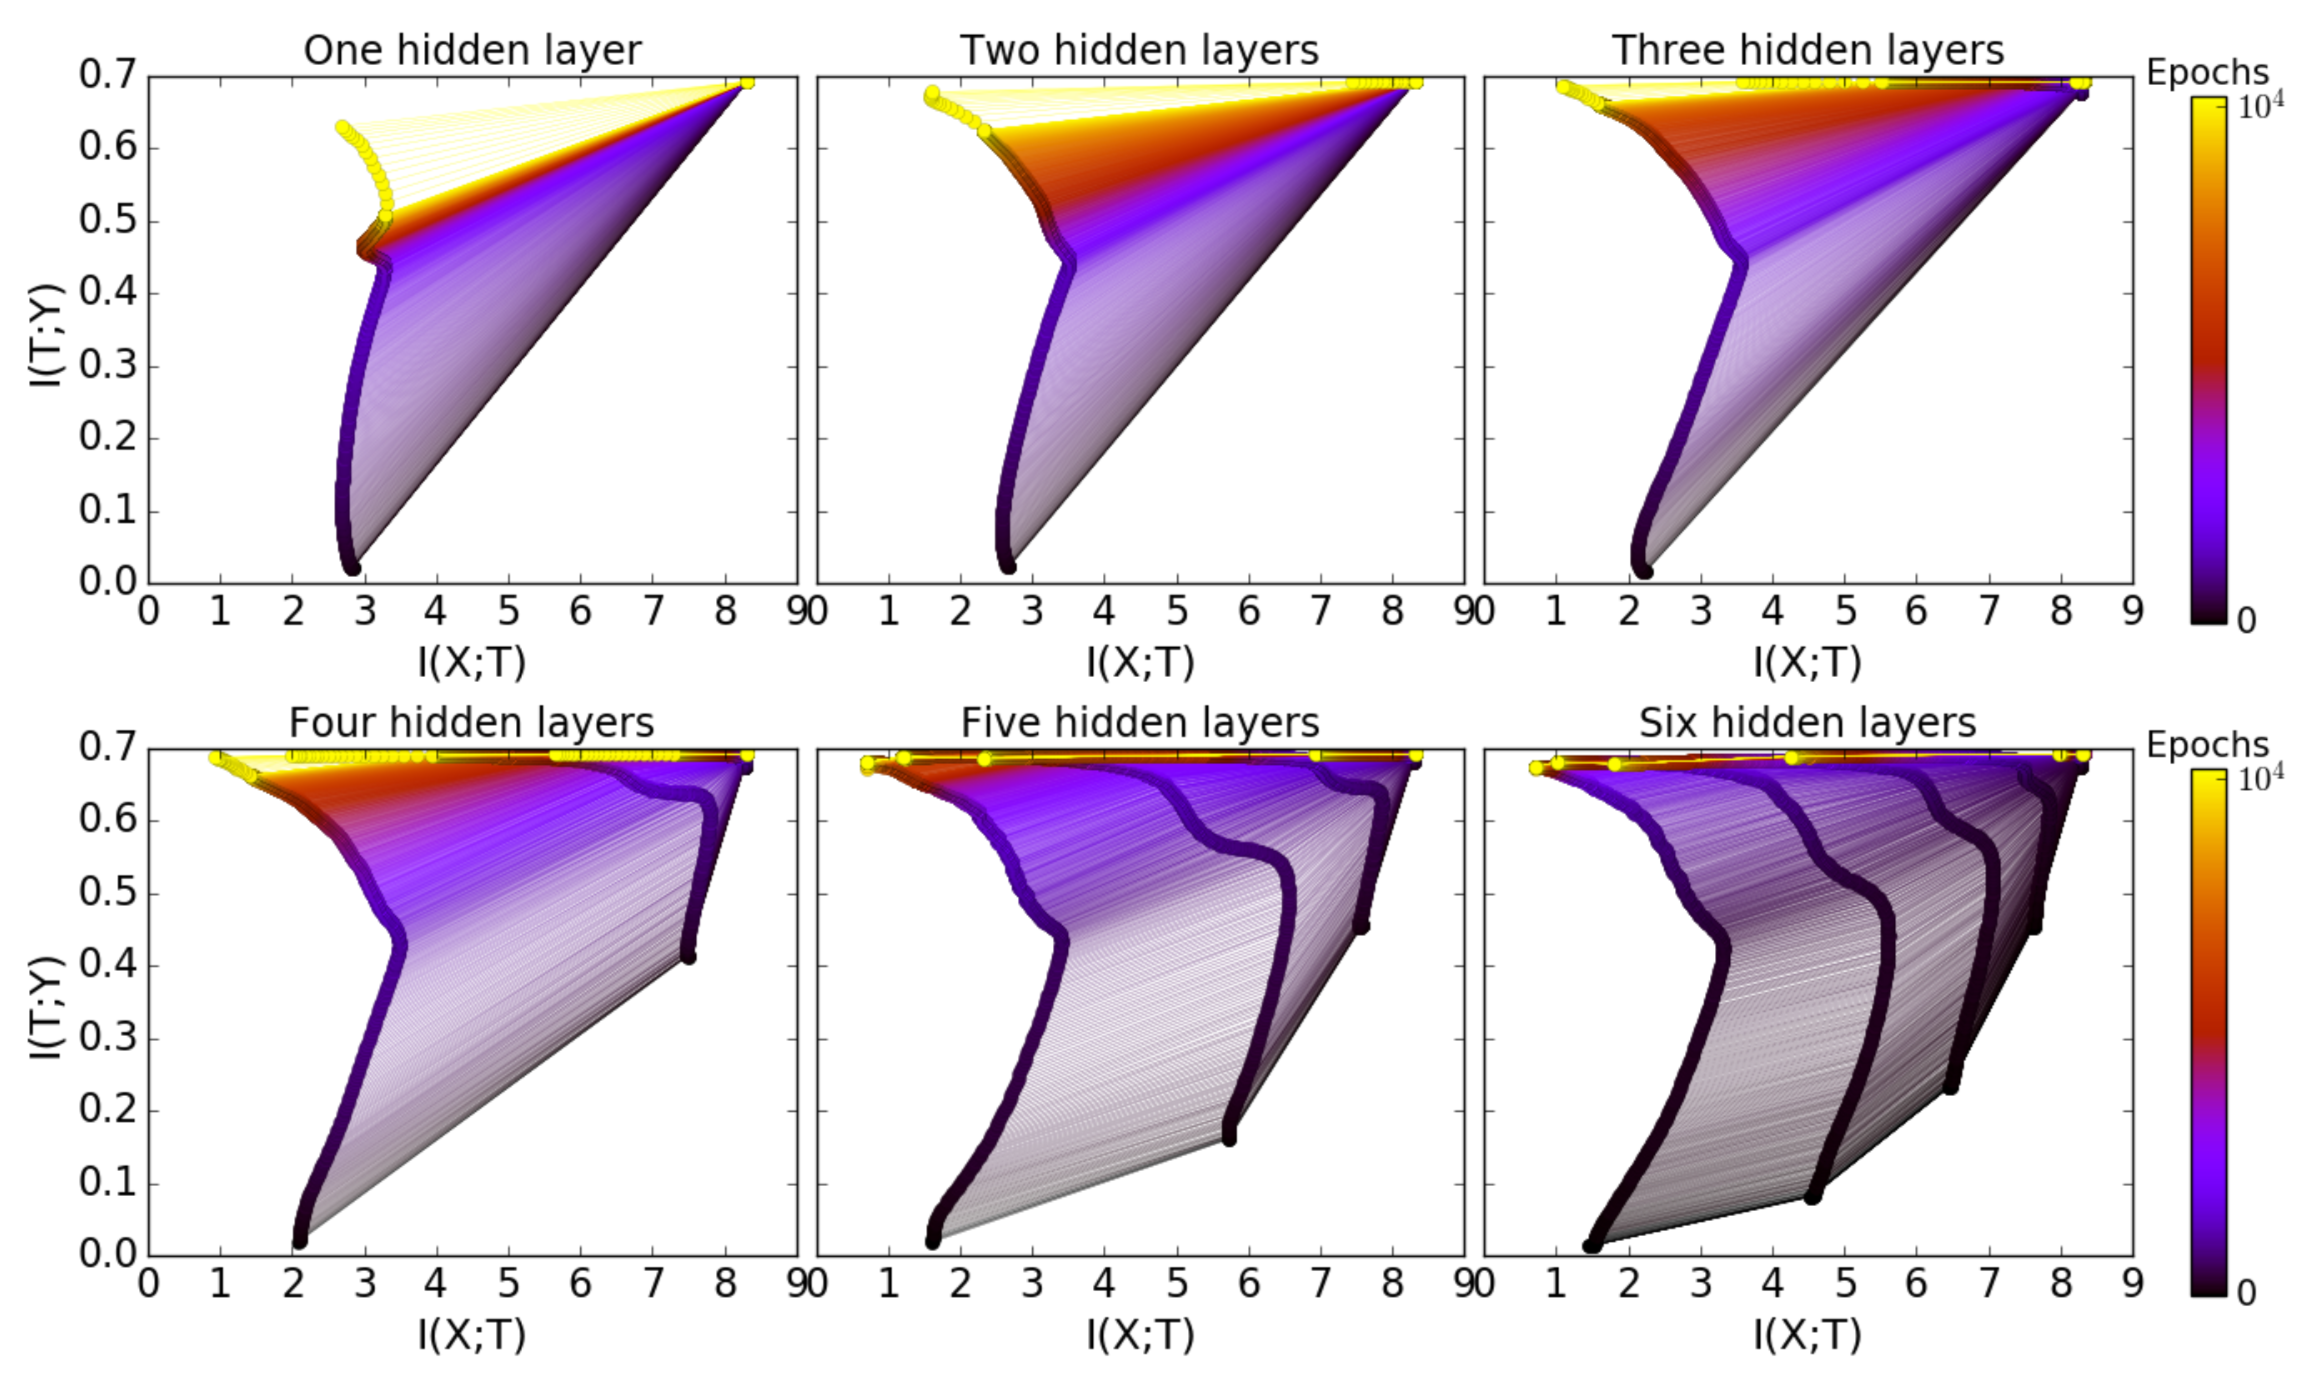 One hidden layer
Two hidden layers
Three hidden layers
Epochs
10^4
0
I(T;Y)
0.7
0.6
0.5
0.4
0.3
0.2
0.1
0.0
0 1 2 3 4 5 6 7 8 9
0 1 2 3 4 5 6 7 8 9
0 1 2 3 4 5 6 7 8 9
I(X;T)
I(X;T)
I(X;T)
Four hidden layers
Five hidden layers
Six hidden layers
Epochs
10^4
0
I(T;Y)
0.7
0.6
0.5
0.4
0.3
0.2
0.1
0.0
0 1 2 3 4 5 6 7 8 9
0 1 2 3 4 5 6 7 8 9
0 1 2 3 4 5 6 7 8 9
I(X;T)
I(X;T)
I(X;T)